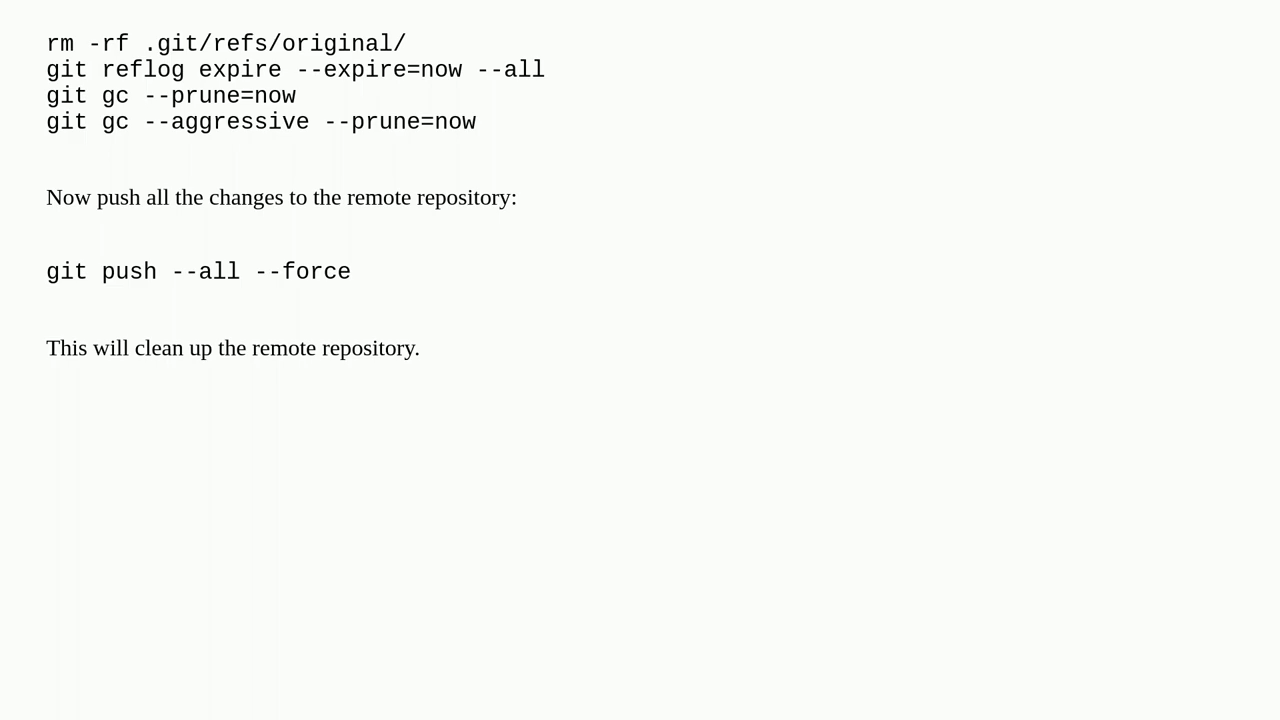 rm -rf .git/refs/original/
git reflog expire --expire=now --all
git gc --prune=now
git gc --aggressive --prune=now
Now push all the changes to the remote repository:
git push --all --force
This will clean up the remote repository.